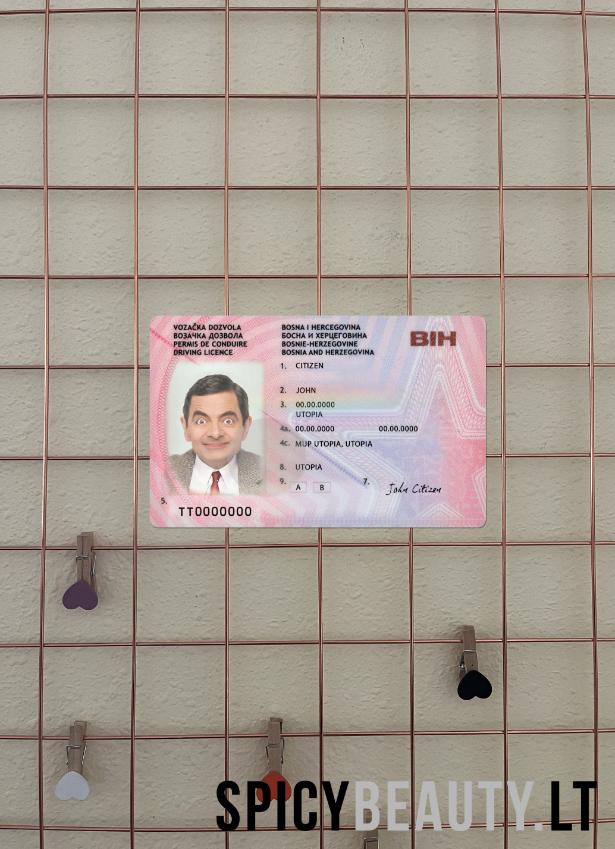 VOZAČKA DOZVOLA
ВОЗАЧКА ДОЗВОЛА
PERMIS DE CONDUIRE
DRIVING LICENCE
BOSNA I HERCEGOVINA
БОСНА И ХЕРЦЕГОВИНА
BOSNIE-HERZEGOVINE
BOSNIA AND HERZEGOVINA
BIH
1. CITIZEN
2. JOHN
3. 00.00.0000
UTOPIA
4a. 00.00.0000 00.00.0000
4c. MUP UTOPIA, UTOPIA
8. UTOPIA
9. A B 7. John Citizen
5. TT0000000
SPICYBEAUTY.LT